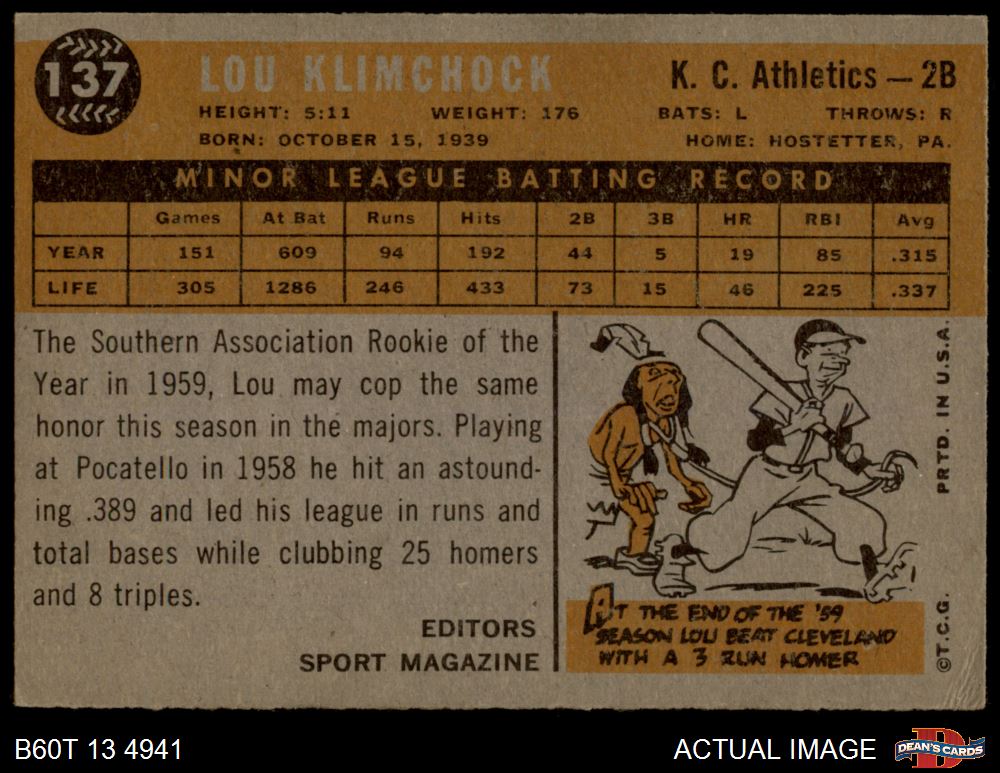 137
LOU KLIMCHOCK
K. C. Athletics — 2B
HEIGHT: 5:11 WEIGHT: 176 BATS: L THROWS: R
BORN: OCTOBER 15, 1939 HOME: HOSTETTER, PA.
MINOR LEAGUE BATTING RECORD
Games At Bat Runs Hits 2B 3B HR RBI Avg
YEAR 151 609 94 192 44 5 19 85 .315
LIFE 305 1286 246 433 73 15 46 225 .337
The Southern Association Rookie of the
Year in 1959, Lou may cop the same
honor this season in the majors. Playing
at Pocatello in 1958 he hit an astound-
ing .389 and led his league in runs and
total bases while clubbing 25 homers
and 8 triples.
EDITORS
SPORT MAGAZINE
AT THE END OF THE '59
SEASON LOU BEAT CLEVELAND
WITH A 3 RUN HOMER
©T.C.G. PRTD. IN U.S.A.
B60T 13 4941
ACTUAL IMAGE
DEAN'S CARDS